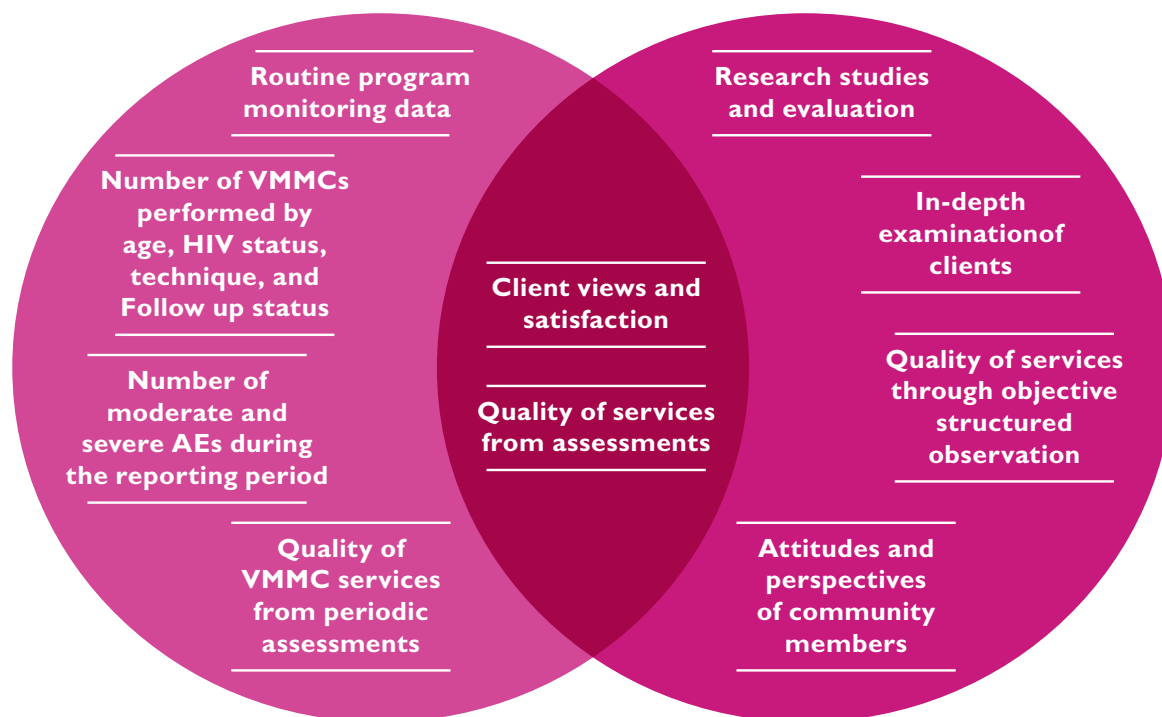 Routine program
monitoring data
Number of VMMCs
performed by
age, HIV status,
technique, and
Follow up status
Number of
moderate and
severe AEs during
the reporting period
Quality of
VMMC services
from periodic
assessments
Client views and
satisfaction
Quality of services
from assessments
Research studies
and evaluation
In-depth
examinationof
clients
Quality of services
through objective
structured
observation
Attitudes and
perspectives
of community
members